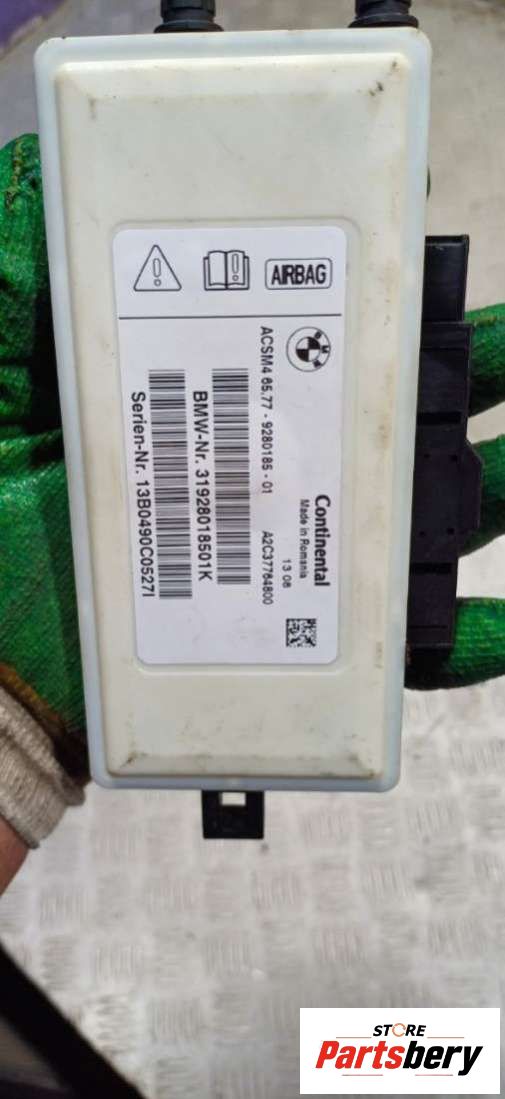 AIRBAG
ACSM4 65.77 - 9280185 - 01
BMW-Nr. 31928018501K
Serien-Nr. 13B0490C0527I
Continental
Made in Romania
13 08
A2C37764800
STORE
Partsbery